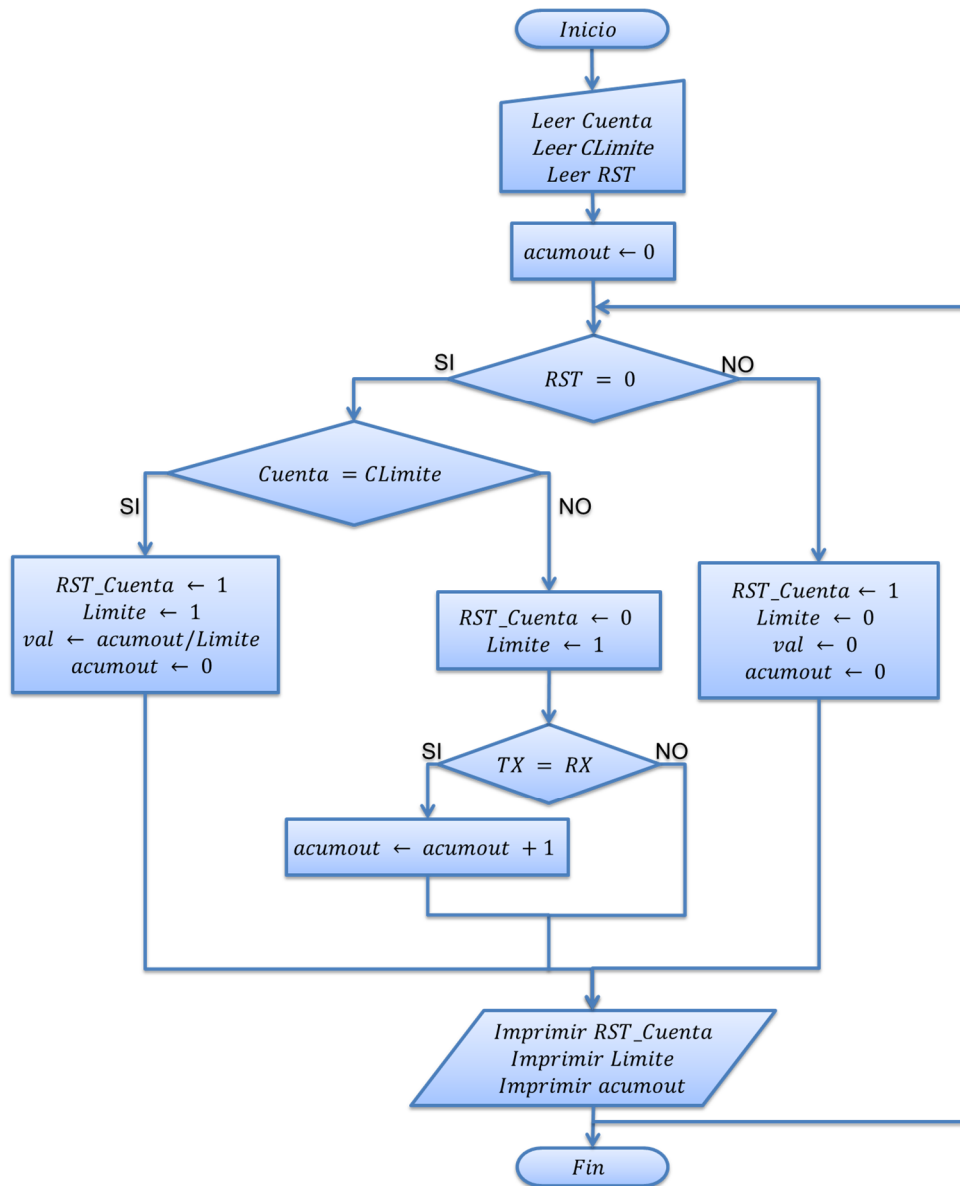 Inicio
Leer Cuenta
Leer CLimite
Leer RST
acumout ← 0
SI
RST = 0
NO
Cuenta = CLimite
SI
NO
RST_Cuenta ← 1
Limite ← 1
val ← acumout/Limite
acumout ← 0
RST_Cuenta ← 0
Limite ← 1
RST_Cuenta ← 1
Limite ← 0
val ← 0
acumout ← 0
SI
TX = RX
NO
acumout ← acumout + 1
Imprimir RST_Cuenta
Imprimir Limite
Imprimir acumout
Fin